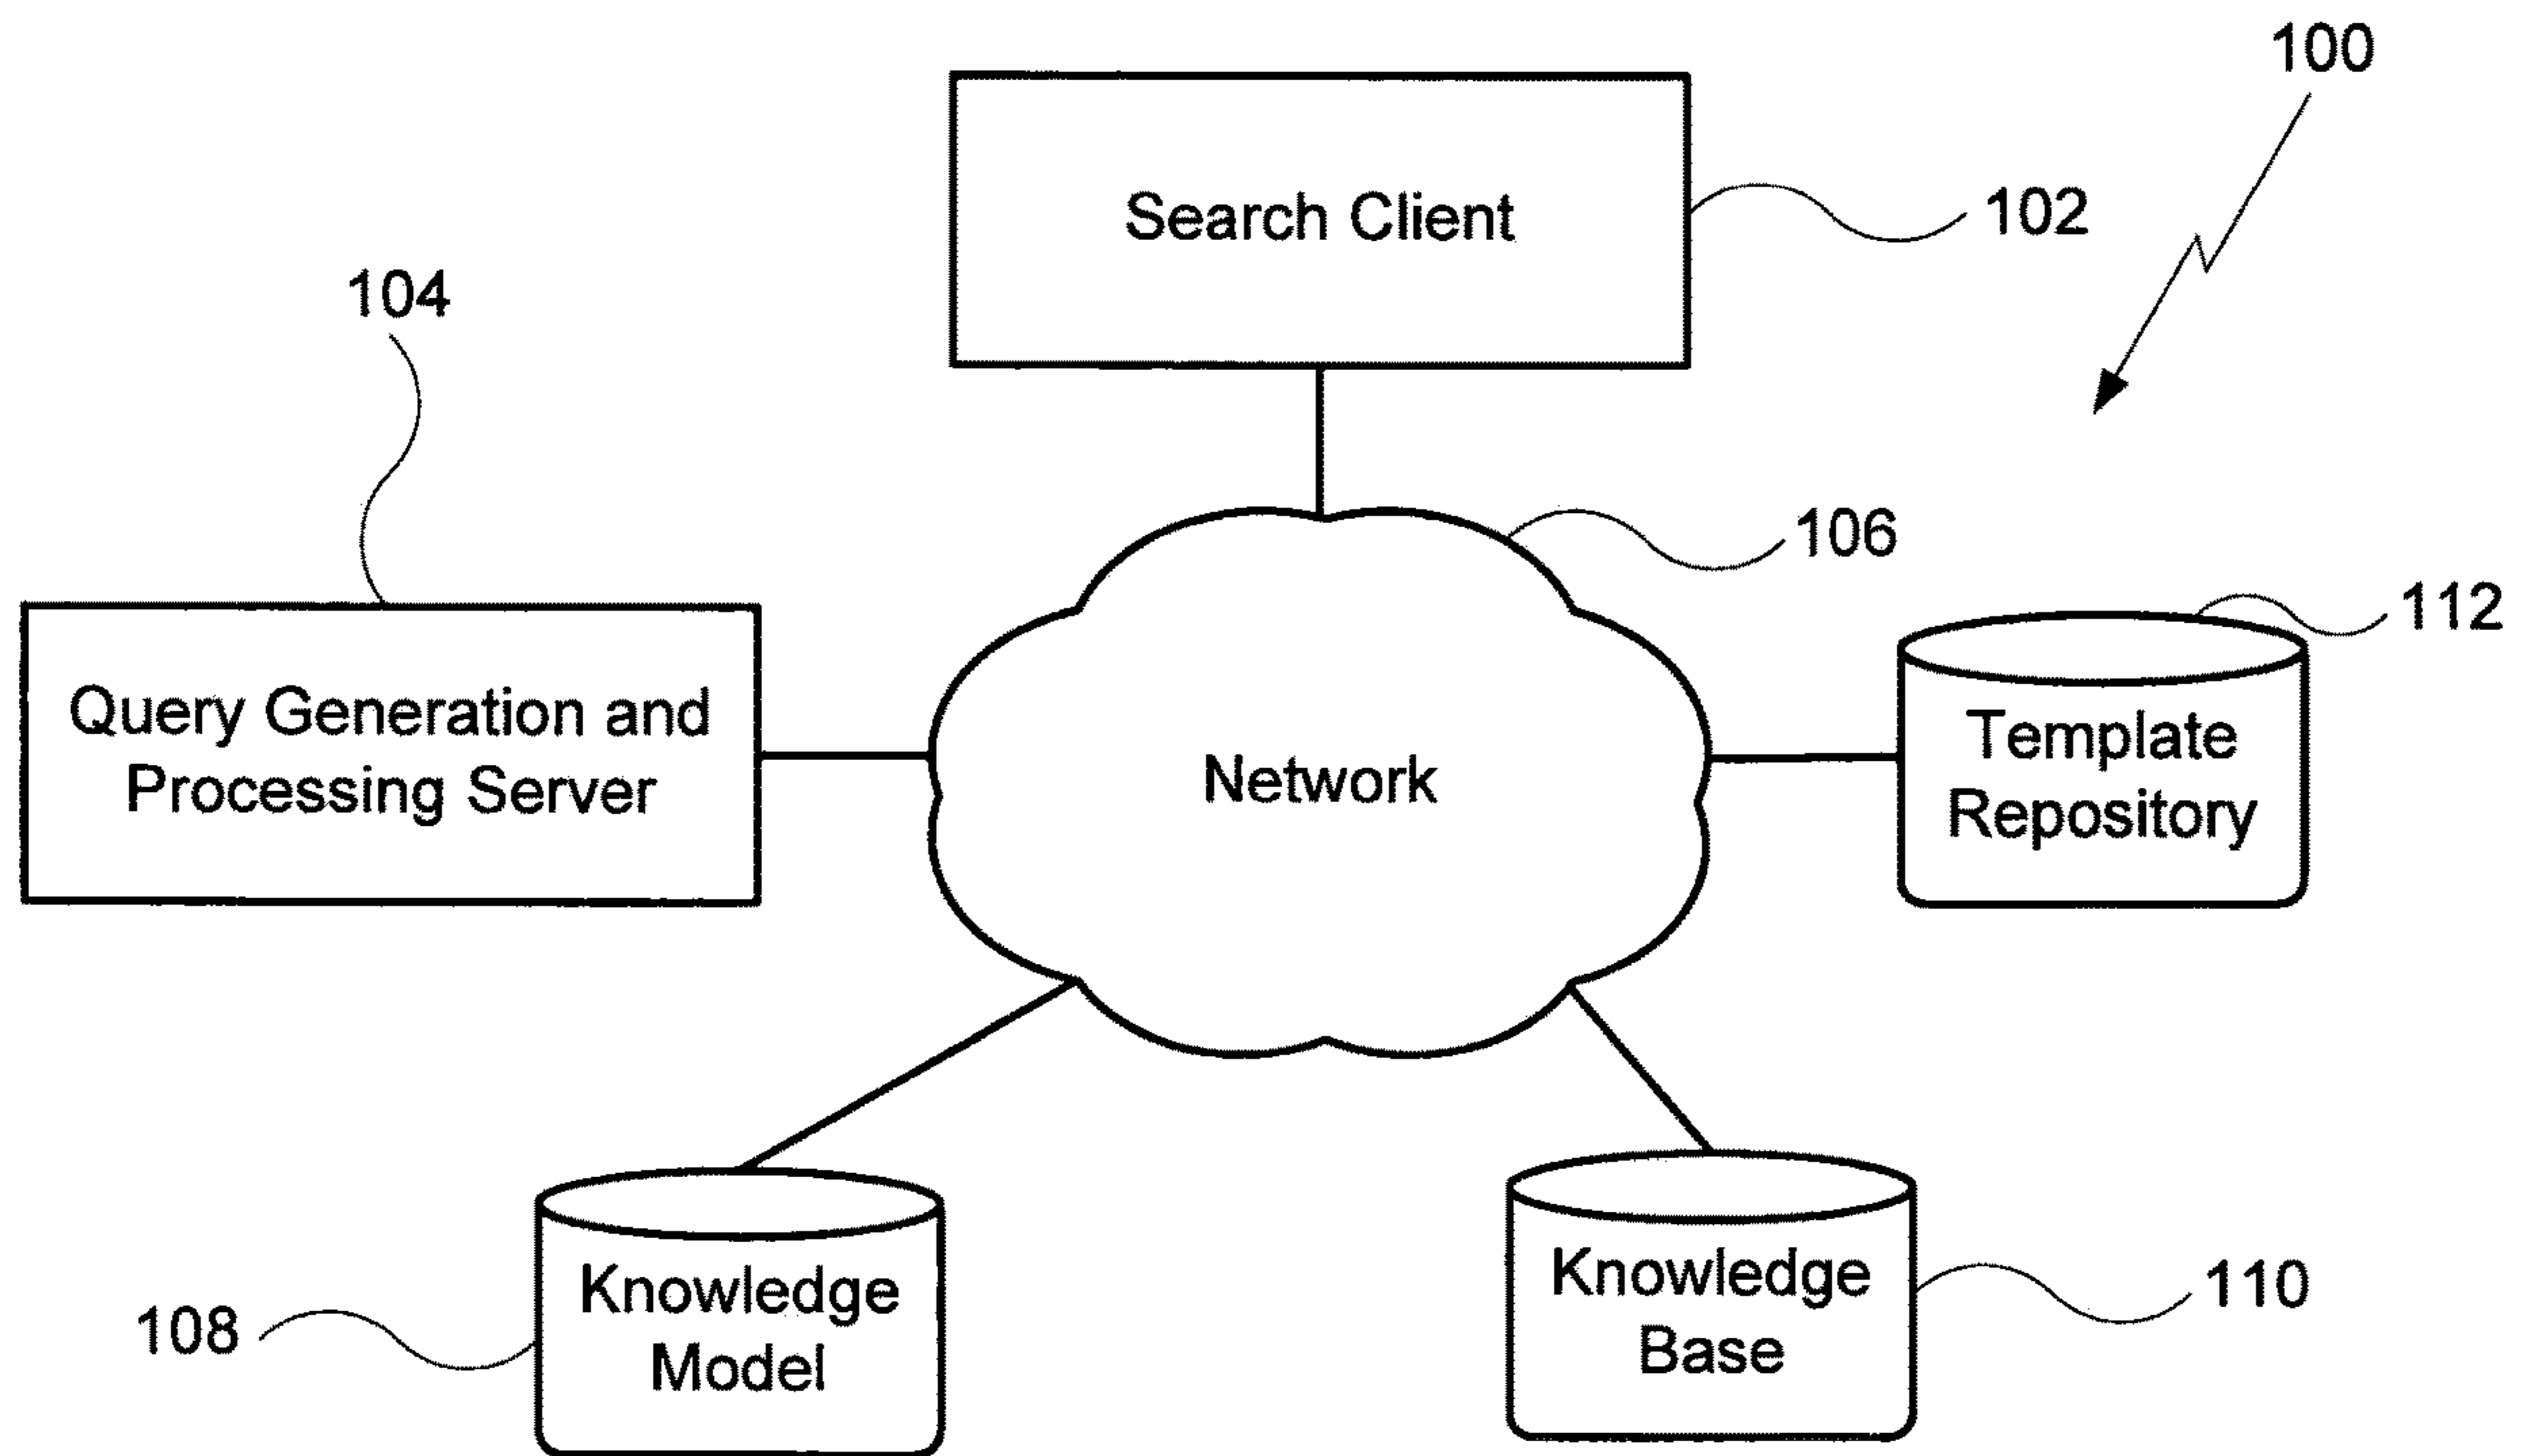 100
Search Client
102
104
106
112
Query Generation and
Processing Server
Network
Template
Repository
Knowledge
Model
108
Knowledge
Base
110